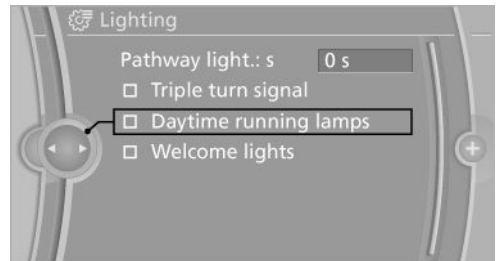 Lighting
Pathway light.: s 0 s
Triple turn signal
Daytime running lamps
Welcome lights